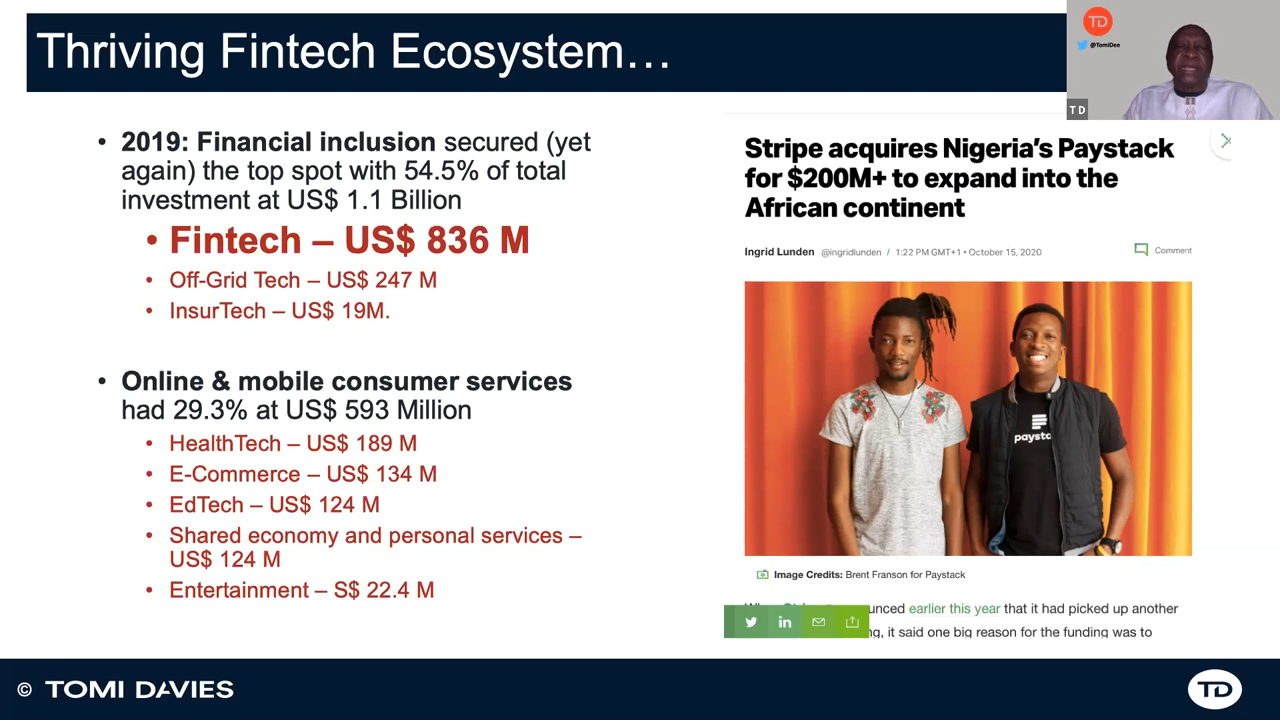 Thriving Fintech Ecosystem…
TD
@TomiDee
TD
• 2019: Financial inclusion secured (yet
again) the top spot with 54.5% of total
investment at US$ 1.1 Billion
• Fintech – US$ 836 M
• Off-Grid Tech – US$ 247 M
• InsurTech – US$ 19M.
• Online & mobile consumer services
had 29.3% at US$ 593 Million
• HealthTech – US$ 189 M
• E-Commerce – US$ 134 M
• EdTech – US$ 124 M
• Shared economy and personal services –
US$ 124 M
• Entertainment – S$ 22.4 M
Stripe acquires Nigeria’s Paystack
for $200M+ to expand into the
African continent
Ingrid Lunden @ingridlunden / 1:22 PM GMT+1 • October 15, 2020
Comment
paysta
Image Credits: Brent Franson for Paystack
earlier this year that it had picked up another
it said one big reason for the funding was to
in
© TOMI DAVIES
TD